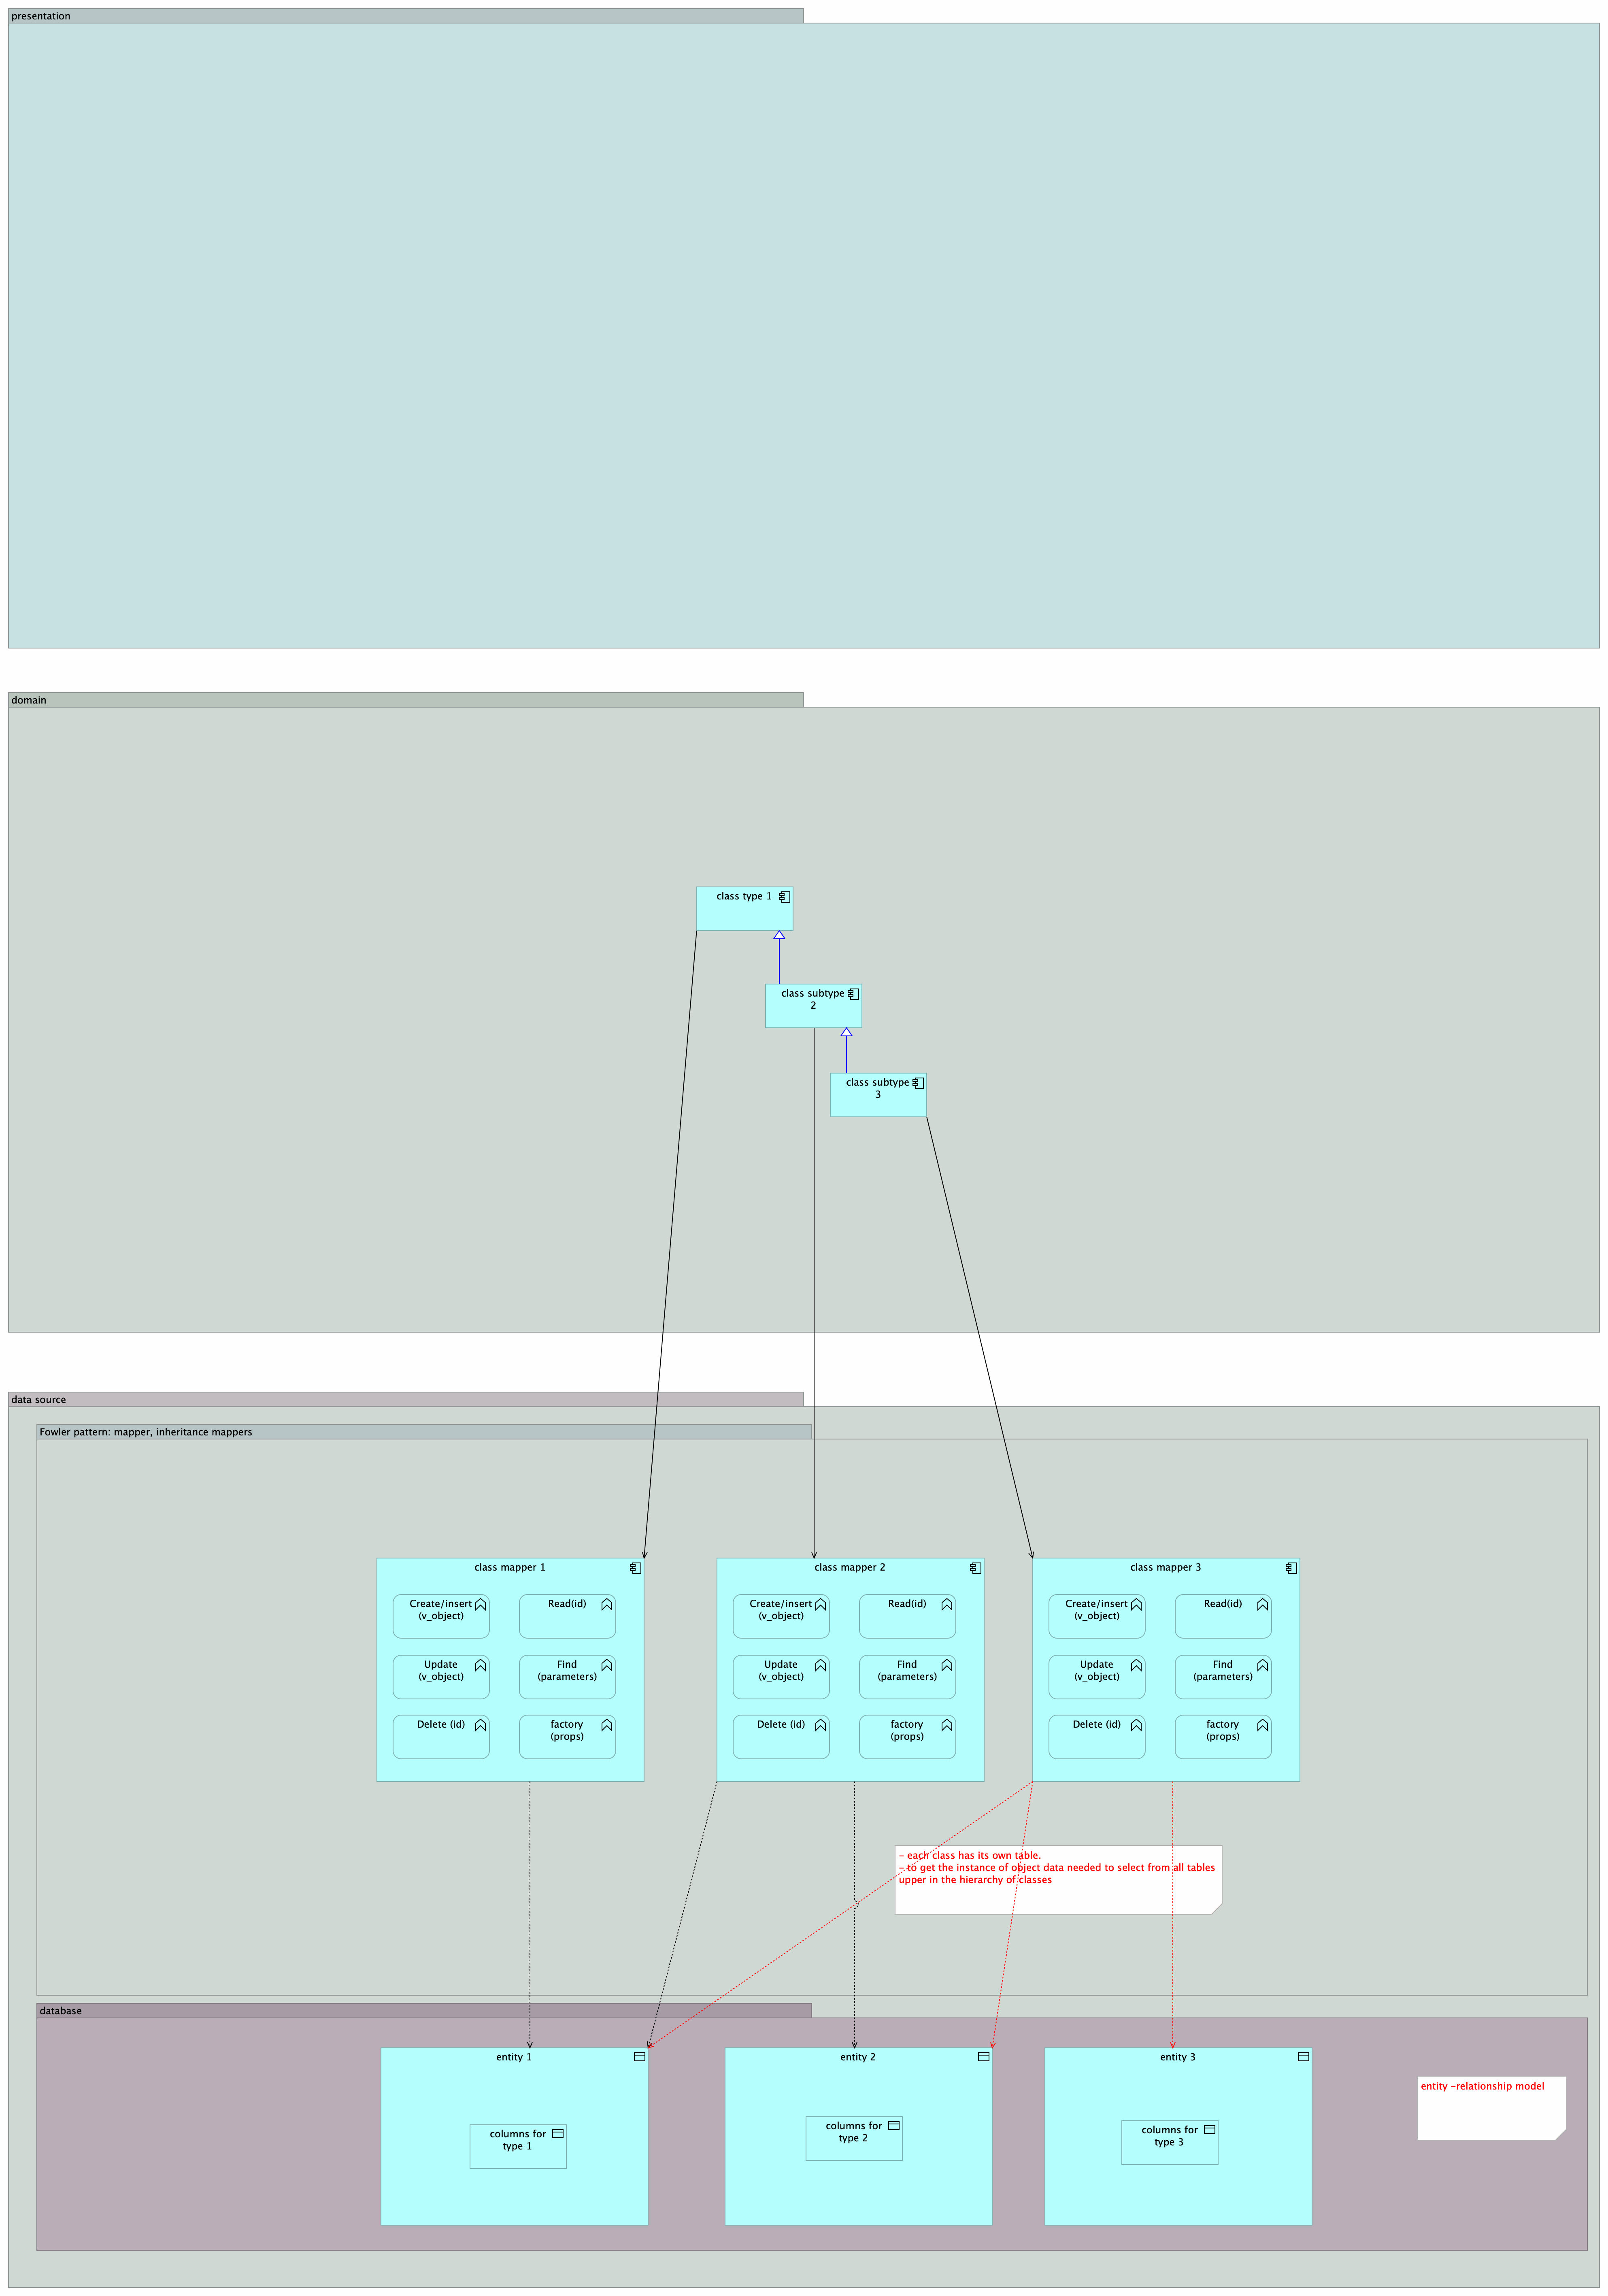 presentation
domain
class type 1
class subtype
2
class subtype
3
data source
Fowler pattern: mapper, inheritance mappers
class mapper 1
Create/insert
(v_object)
Read(id)
Update
(v_object)
Find
(parameters)
Delete (id)
factory
(props)
class mapper 2
Create/insert
(v_object)
Read(id)
Update
(v_object)
Find
(parameters)
Delete (id)
factory
(props)
class mapper 3
Create/insert
(v_object)
Read(id)
Update
(v_object)
Find
(parameters)
Delete (id)
factory
(props)
- each class has its own table.
- to get the instance of object data needed to select from all tables
upper in the hierarchy of classes
database
entity 1
columns for
type 1
entity 2
columns for
type 2
entity 3
columns for
type 3
entity -relationship model